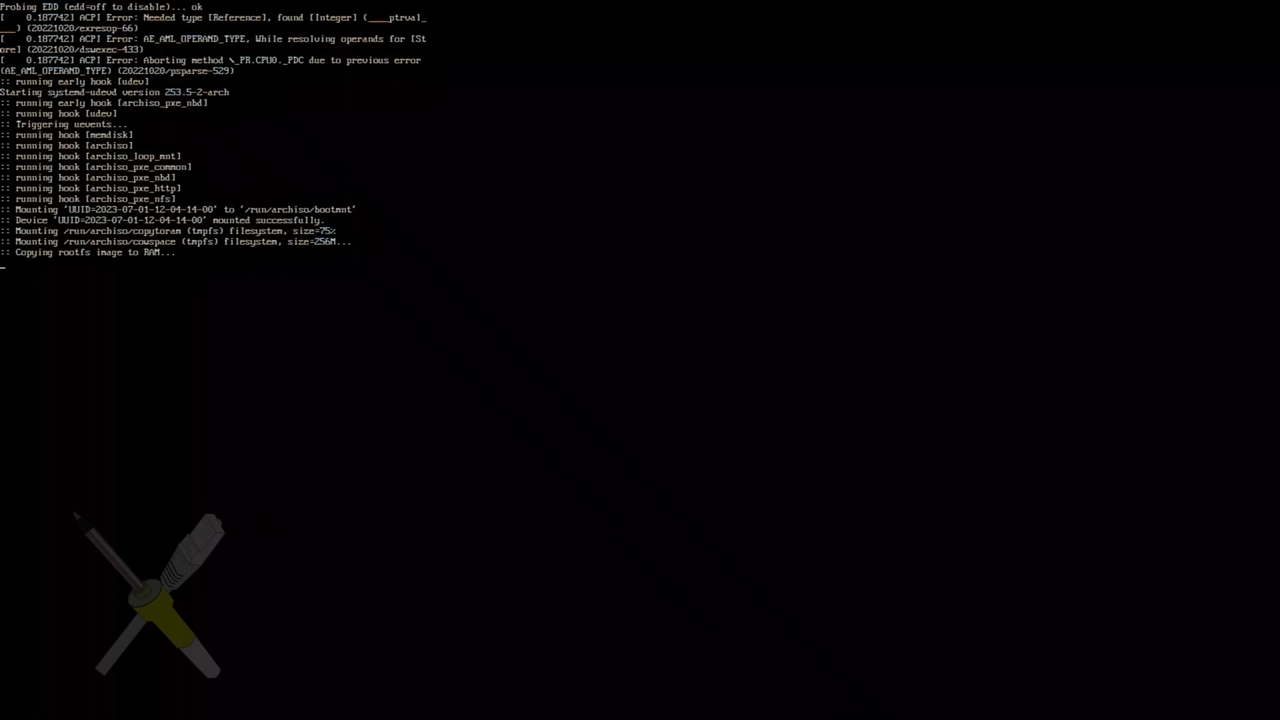 Probing EDD (edd=off to disable)... ok
[    0.187742] ACPI Error: Needed type [Reference], found [Integer] (____ptrval_
___) (20221020/exresop-66)
[    0.187742] ACPI Error: AE_AML_OPERAND_TYPE, While resolving operands for [St
ore] (20221020/dswexec-433)
[    0.187742] ACPI Error: Aborting method \_PR.CPU0._PDC due to previous error
(AE_AML_OPERAND_TYPE) (20221020/psparse-529)
:: running early hook [udev]
Starting systemd-udevd version 253.5-2-arch
:: running early hook [archiso_pxe_nbd]
:: running hook [udev]
:: Triggering uevents...
:: running hook [memdisk]
:: running hook [archiso]
:: running hook [archiso_loop_mnt]
:: running hook [archiso_pxe_common]
:: running hook [archiso_pxe_nbd]
:: running hook [archiso_pxe_http]
:: running hook [archiso_pxe_nfs]
:: Mounting 'UUID=2023-07-01-12-04-14-00' to '/run/archiso/bootmnt'
:: Device 'UUID=2023-07-01-12-04-14-00' mounted successfully.
:: Mounting /run/archiso/copytoram (tmpfs) filesystem, size=75%
:: Mounting /run/archiso/cowspace (tmpfs) filesystem, size=256M...
:: Copying rootfs image to RAM...